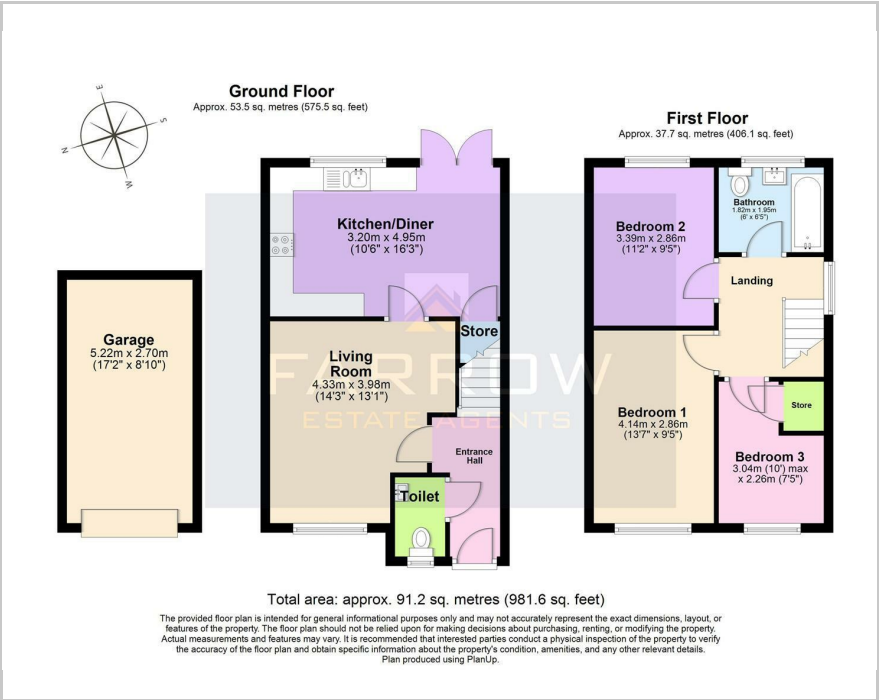 Ground Floor
Approx. 53.5 sq. metres (575.5 sq. feet)
First Floor
Approx. 37.7 sq. metres (406.1 sq. feet)
E
S
N
W
Kitchen/Diner
3.20m x 4.95m
(10'6" x 16'3")
Bedroom 2
3.39m x 2.86m
(11'2" x 9'5")
Bathroom
1.82m x 1.95m
(6' x 6'5")
Landing
Garage
5.22m x 2.70m
(17'2" x 8'10")
Living
Room
4.33m x 3.98m
(14'3" x 13'1")
Store
FARROW
ESTATE AGENTS
Bedroom 1
4.14m x 2.86m
(13'7" x 9'5")
Store
Entrance
Hall
Bedroom 3
3.04m (10') max
x 2.26m (7'5")
Toilet
Total area: approx. 91.2 sq. metres (981.6 sq. feet)
The provided floor plan is intended for general informational purposes only and may not accurately represent the exact dimensions, layout, or
features of the property. The floor plan should not be relied upon for making decisions about purchasing, renting, or modifying the property.
Actual measurements and features may vary. It is recommended that interested parties conduct a physical inspection of the property to verify
the accuracy of the floor plan and obtain specific information about the property's condition, amenities, and any other relevant details.
Plan produced using PlanUp.